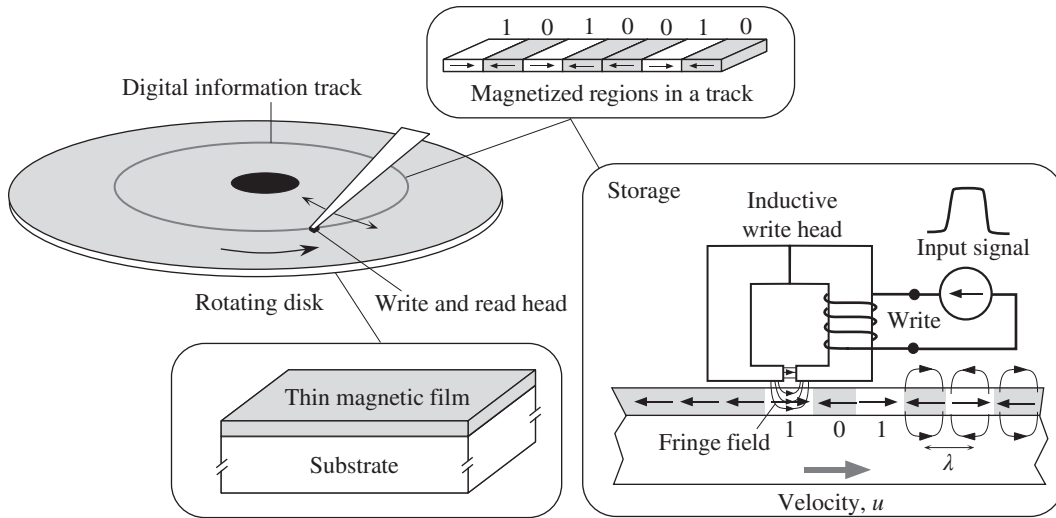 1 0 1 0 0 1 0
Magnetized regions in a track
Digital information track
Rotating disk
Write and read head
Thin magnetic film
Substrate
Storage
Inductive
write head
Input signal
Write
Fringe field
1 0 1
λ
Velocity, u